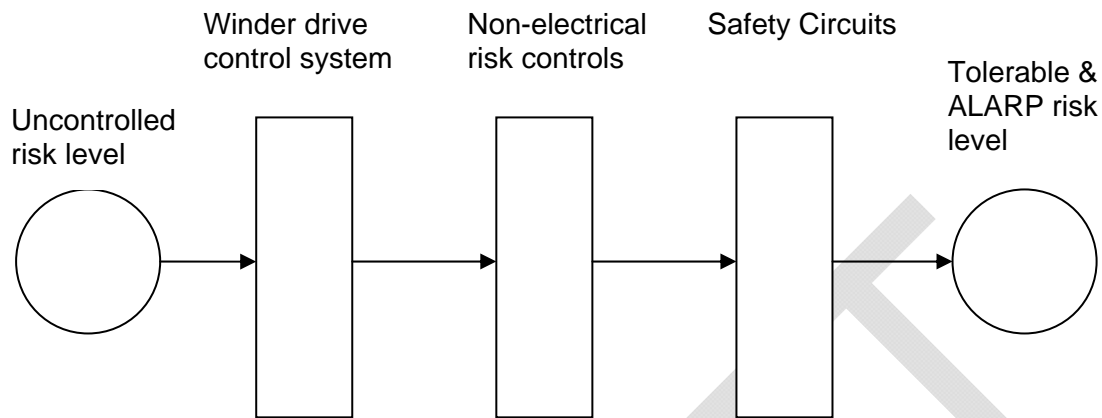 Winder drive
control system
Non-electrical
risk controls
Safety Circuits
Tolerable &
ALARP risk
level
Uncontrolled
risk level